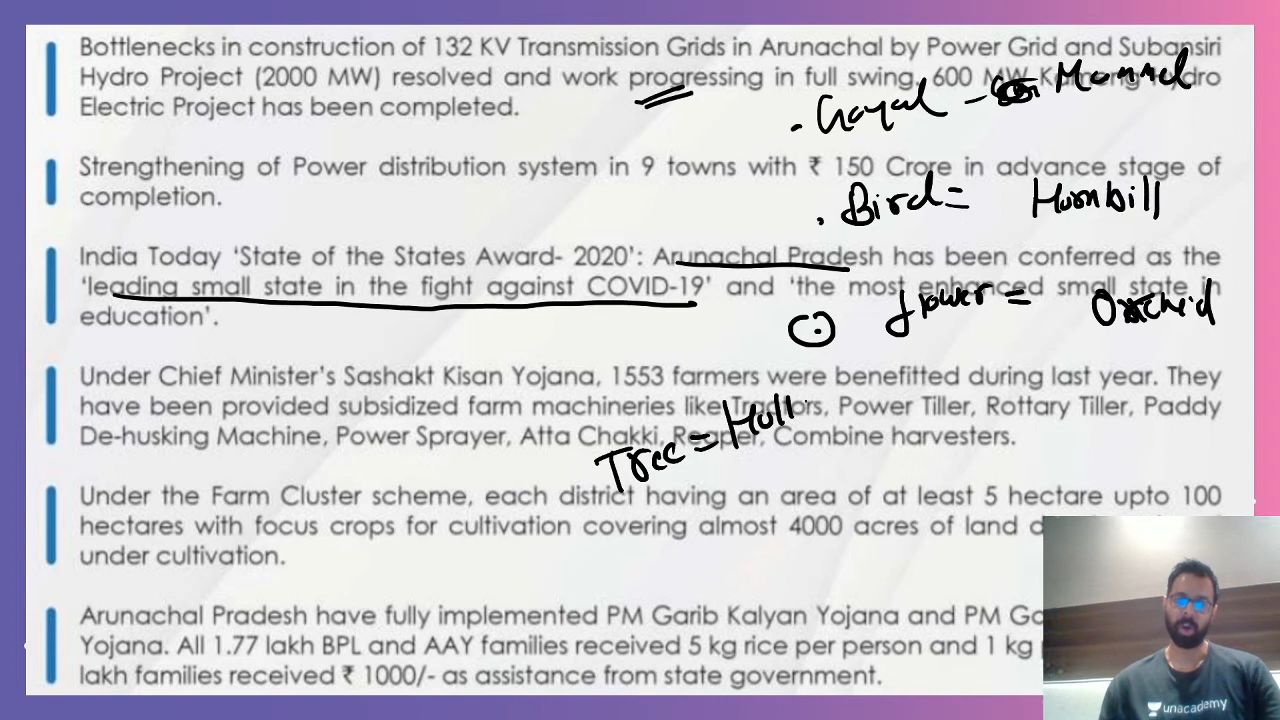 Bottlenecks in construction of 132 KV Transmission Grids in Arunachal by Power Grid and Subansiri
Hydro Project (2000 MW) resolved and work progressing in full swing. 600 MW Hydro
Electric Project has been completed.
Gayal -
Strengthening of Power distribution system in 9 towns with ₹ 150 Crore in advance stage of
completion.
Bird = Hornbill
India Today ‘State of the States Award- 2020’: Arunachal Pradesh has been conferred as the
‘leading small state in the fight against COVID-19’ and ‘the most small state in
education’.
flower = Orchid
Under Chief Minister’s Sashakt Kisan Yojana, 1553 farmers were benefitted during last year. They
have been provided subsidized farm machineries like Tractors, Power Tiller, Rottary Tiller, Paddy
De-husking Machine, Power Sprayer, Atta Chakki, Reaper, Combine harvesters.
Tree = Holl
Under the Farm Cluster scheme, each district having an area of at least 5 hectare upto 100
hectares with focus crops for cultivation covering almost 4000 acres of land
under cultivation.
Arunachal Pradesh have fully implemented PM Garib Kalyan Yojana and PM
Yojana. All 1.77 lakh BPL and AAY families received 5 kg rice per person and 1 kg
lakh families received ₹ 1000/- as assistance from state government.
unacademy